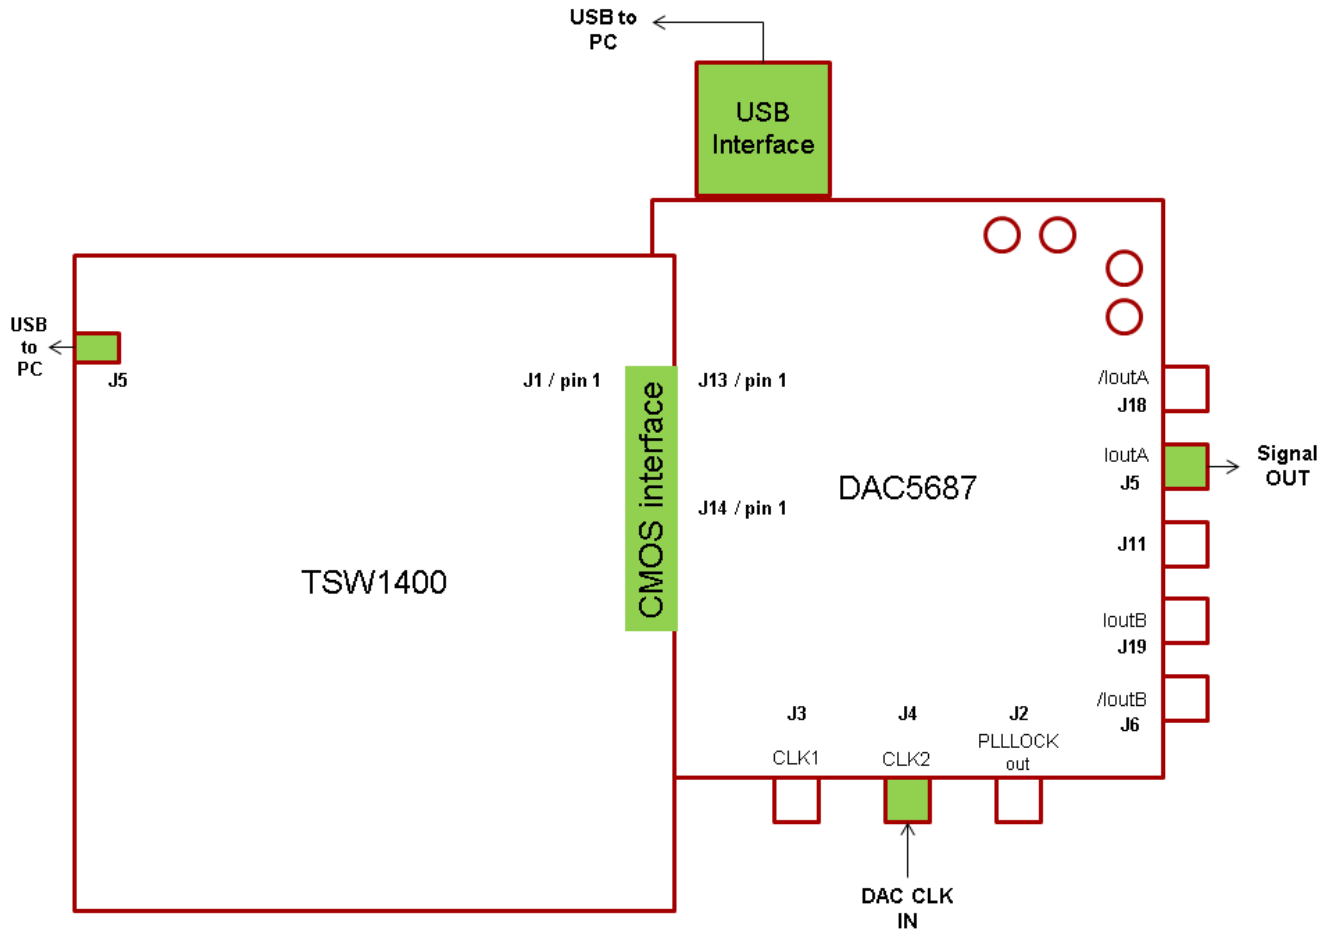 USB to
PC
USB
Interface
USB
to
PC
J5
J1 / pin 1
CMOS interface
J13 / pin 1
J14 / pin 1
DAC5687
TSW1400
/IoutA
J18
IoutA
J5
Signal
OUT
J11
IoutB
J19
/IoutB
J6
J3
J4
J2
CLK1
CLK2
PLLLOCK
out
DAC CLK
IN